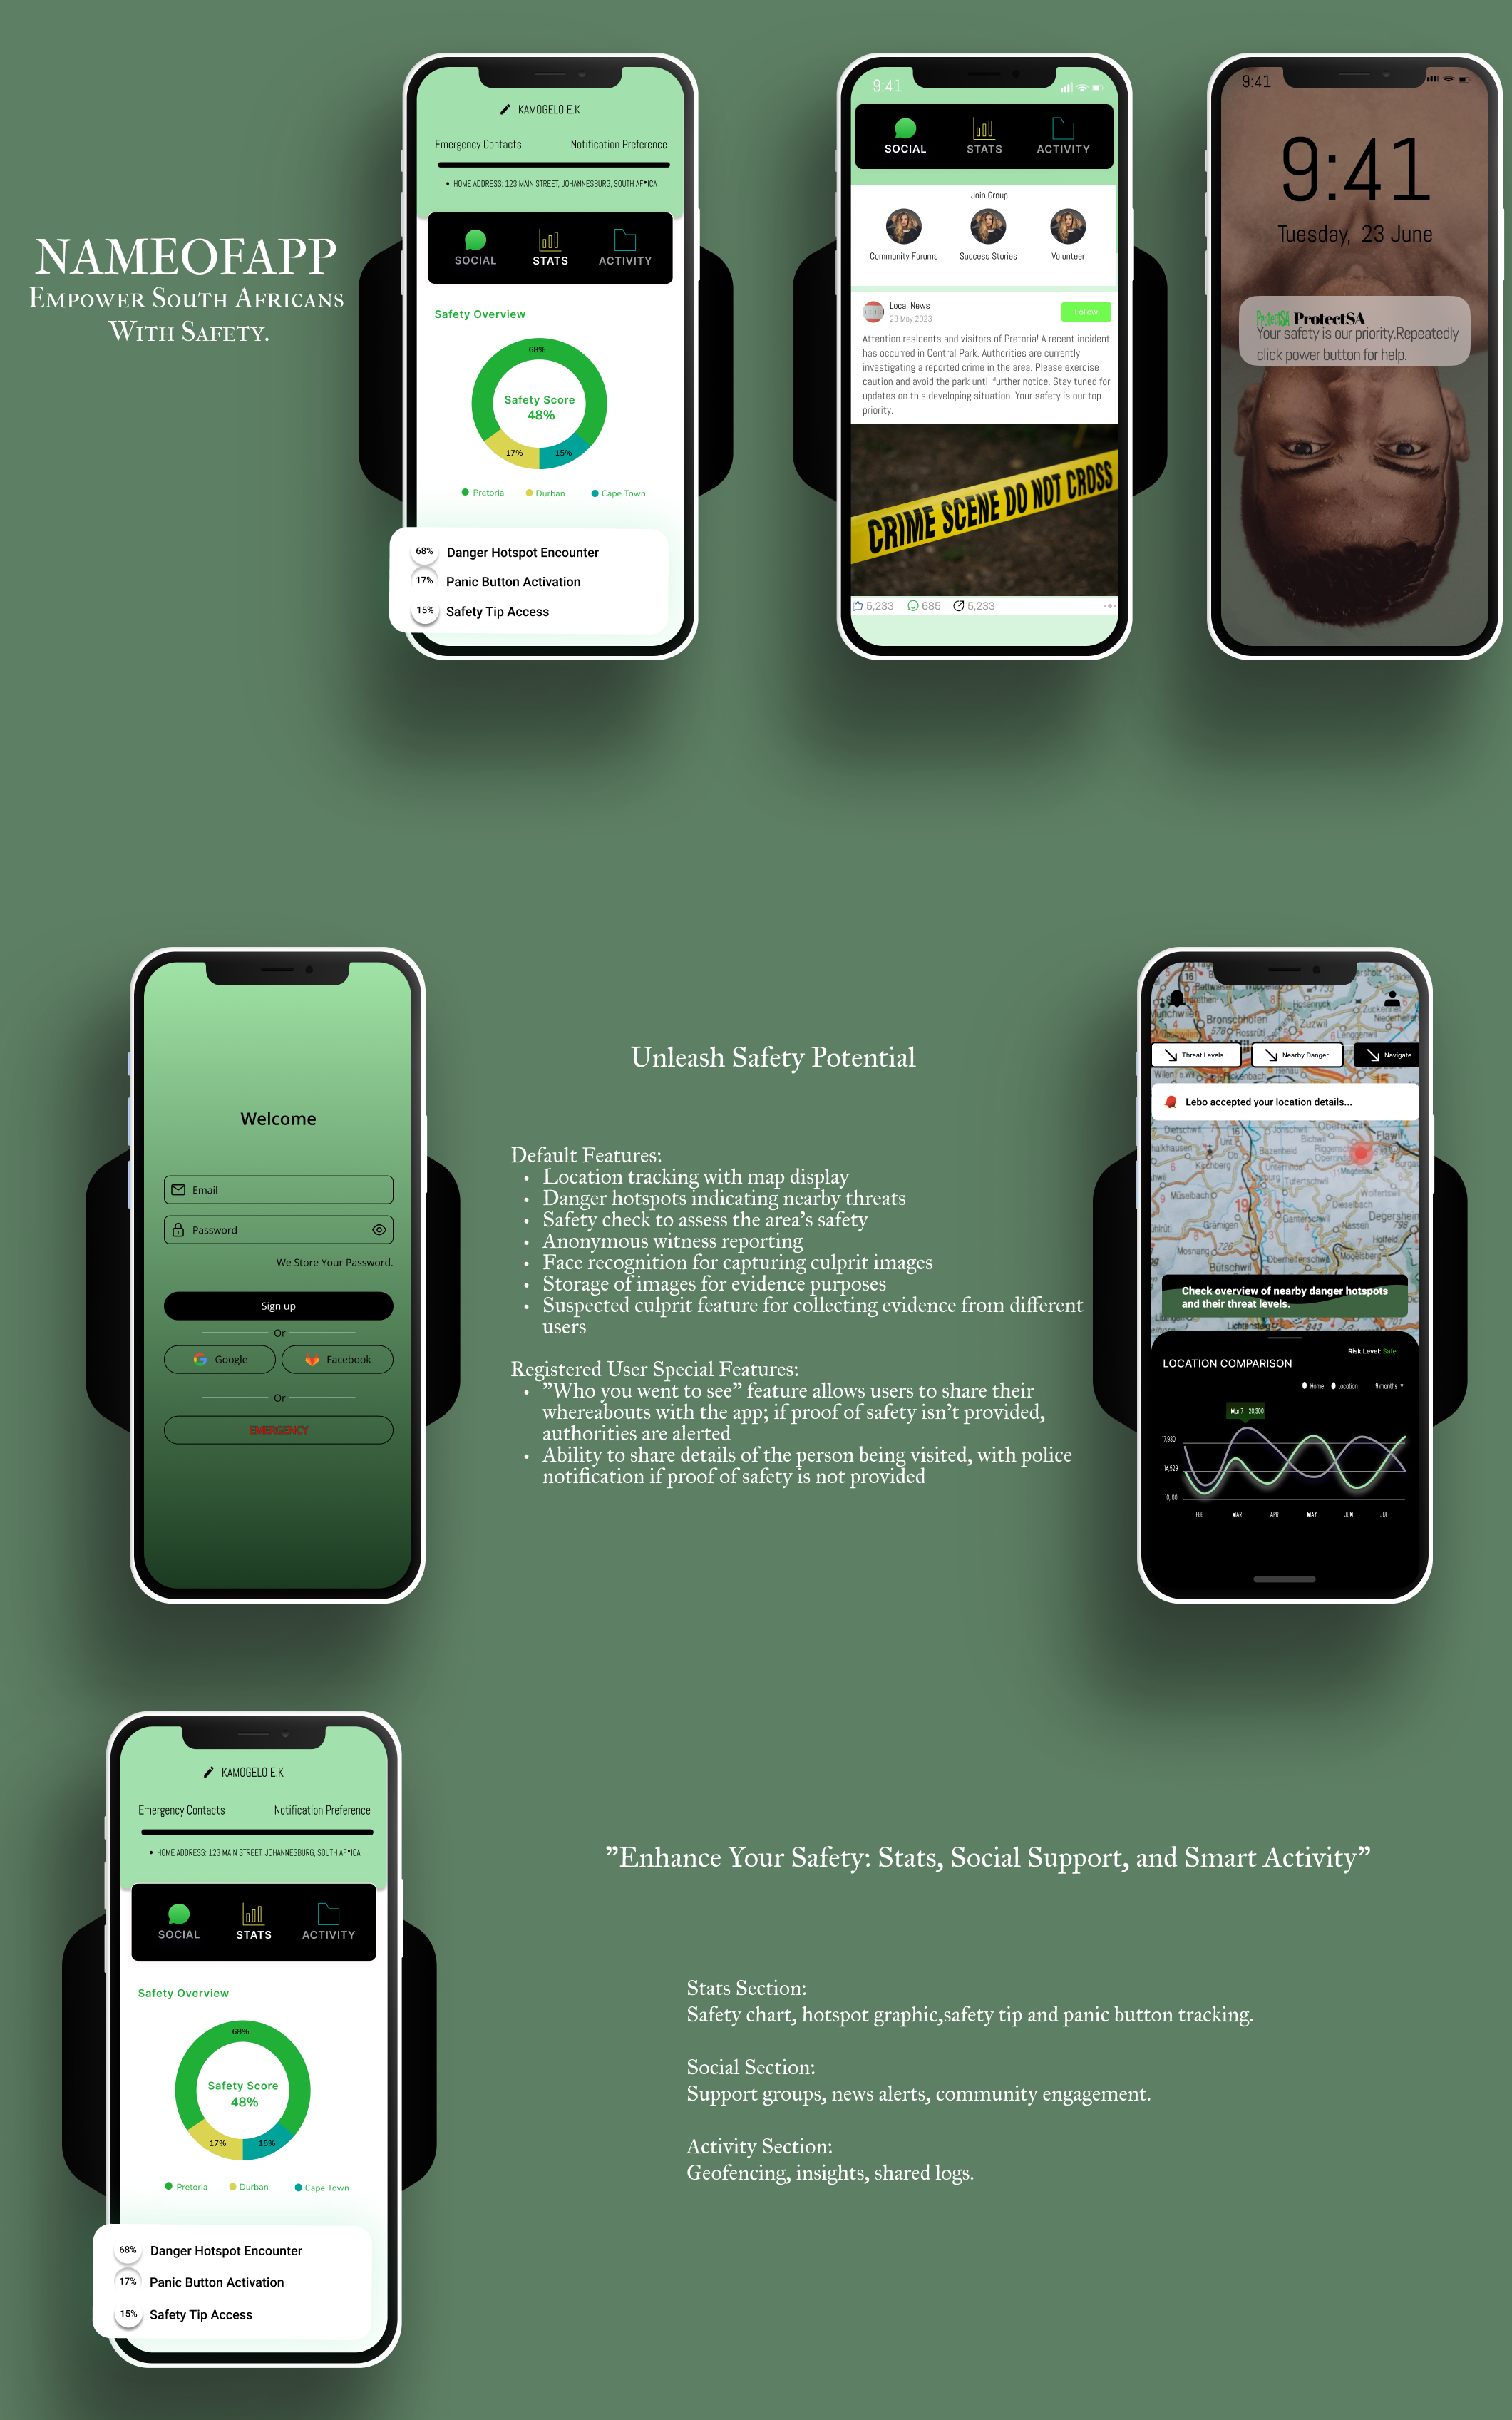 NAMEOFAPP
EMPOWER SOUTH AFRICANS
WITH SAFETY.
KAMOGELO E.K
Emergency Contacts
Notification Preference
• HOME ADDRESS: 123 MAIN STREET, JOHANNESBURG, SOUTH AF*ICA
SOCIAL
STATS
ACTIVITY
Safety Overview
68%
Safety Score
48%
17%
15%
Pretoria
Durban
Cape Town
68%
Danger Hotspot Encounter
17%
Panic Button Activation
15%
Safety Tip Access
9:41
SOCIAL
STATS
ACTIVITY
Join Group
Community Forums
Success Stories
Volunteer
Local News
29 May 2023
Follow
Attention residents and visitors of Pretoria! A recent incident
has occurred in Central Park. Authorities are currently
investigating a reported crime in the area. Please exercise
caution and avoid the park until further notice. Stay tuned for
updates on this developing situation. Your safety is our top
priority.
CRIME SCENE DO NOT CROSS
5,233
685
5,233
9:41
9:41
Tuesday, 23 June
ProtectSA
ProtectSA
Your safety is our priority.Repeatedly
click power button for help.
Welcome
Email
Password
We Store Your Password.
Sign up
Or
Google
Facebook
Or
EMERGENCY
Unleash Safety Potential
Default Features:
• Location tracking with map display
• Danger hotspots indicating nearby threats
• Safety check to assess the area's safety
• Anonymous witness reporting
• Face recognition for capturing culprit images
• Storage of images for evidence purposes
• Suspected culprit feature for collecting evidence from different
users
Registered User Special Features:
• "Who you went to see" feature allows users to share their
whereabouts with the app; if proof of safety isn't provided,
authorities are alerted
• Ability to share details of the person being visited, with police
notification if proof of safety is not provided
Bronschhofen
Zuzwil
Threat Levels
Nearby Danger
Navigate
Lebo accepted your location details...
Flawil
Kirchberg
Müselbach
Grämigen
Ganterschwil
Degershein
Nassen
Mosnang
Mogelsberg
Bütschwil
Check overview of nearby danger hotspots
and their threat levels.
Lichtensteig
Risk Level: Safe
LOCATION COMPARISON
Home
Location
9 months
Mar 7 20,300
17,930
14,529
10,100
FEB
MAR
APR
MAY
JUN
JUL
KAMOGELO E.K
Emergency Contacts
Notification Preference
• HOME ADDRESS: 123 MAIN STREET, JOHANNESBURG, SOUTH AF*ICA
SOCIAL
STATS
ACTIVITY
Safety Overview
68%
Safety Score
48%
17%
15%
Pretoria
Durban
Cape Town
68%
Danger Hotspot Encounter
17%
Panic Button Activation
15%
Safety Tip Access
"Enhance Your Safety: Stats, Social Support, and Smart Activity"
Stats Section:
Safety chart, hotspot graphic,safety tip and panic button tracking.
Social Section:
Support groups, news alerts, community engagement.
Activity Section:
Geofencing, insights, shared logs.